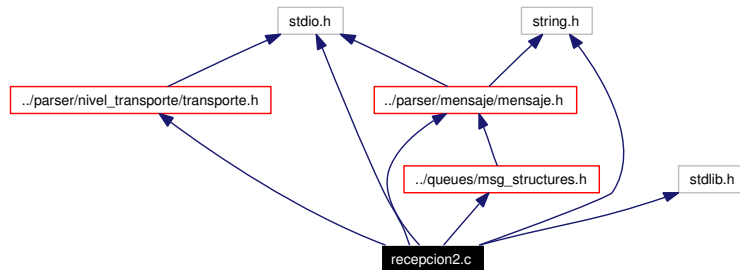 stdio.h
string.h
../parser/nivel_transporte/transporte.h
../parser/mensaje/mensaje.h
../queues/msg_structures.h
stdlib.h
recepcion2.c